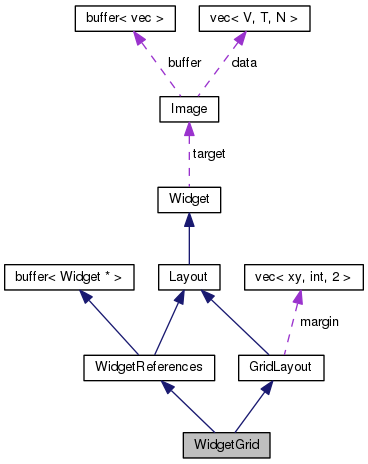 buffer< vec >
vec< V, T, N >
buffer
data
Image
target
Widget
buffer< Widget * >
Layout
vec< xy, int, 2 >
margin
WidgetReferences
GridLayout
WidgetGrid